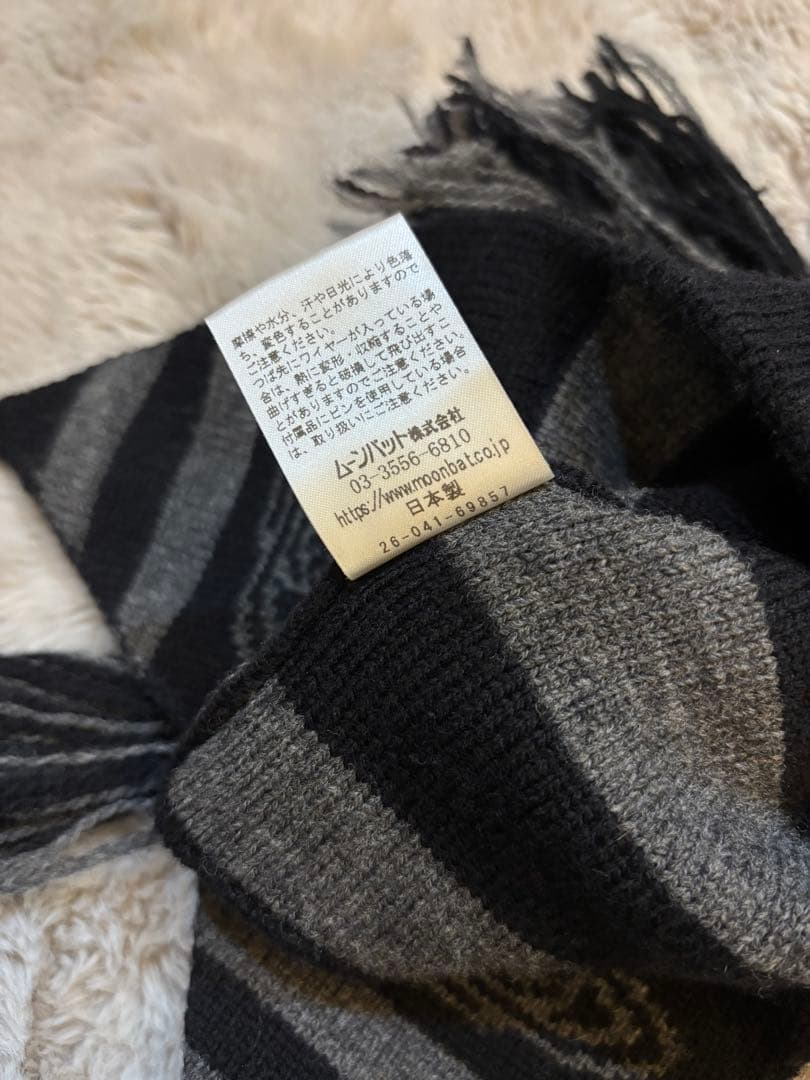 摩擦や水分、汗や日光により色落
ち、変色することがありますので
ご注意ください。
つば先にワイヤーが入っている場
合は、熱に変形・収縮することや
曲げすぎると破損して飛び出すこ
とがありますのでご注意ください。
付属品にピンを使用している場合
は、取り扱いにご注意ください。
ムーンバット株式会社
03-3556-6810
https://www.moonbat.co.jp
日本製
26-041-69857